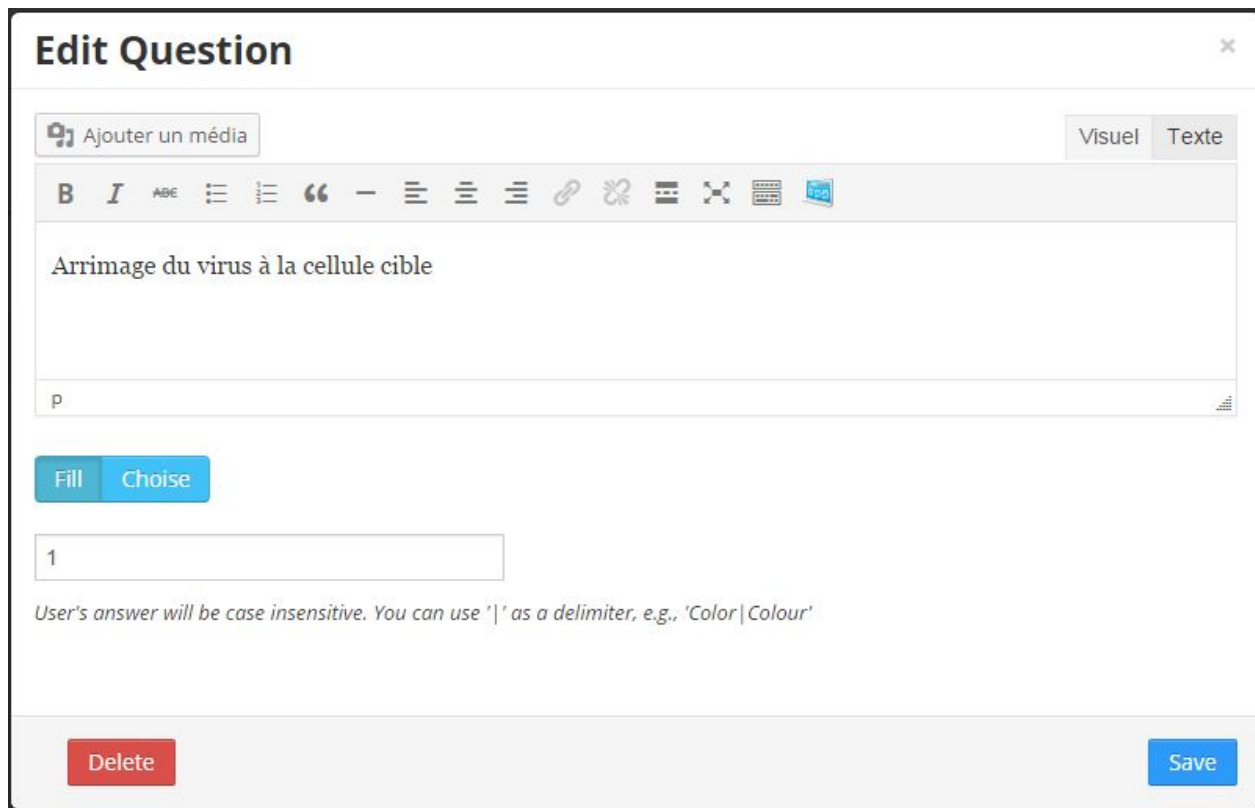 Edit Question
×
Ajouter un média
Visuel Texte
B I ABC
Arrimage du virus à la cellule cible
p
Fill Choise
1
User's answer will be case insensitive. You can use '|' as a delimiter, e.g., 'Color|Colour'
Delete Save